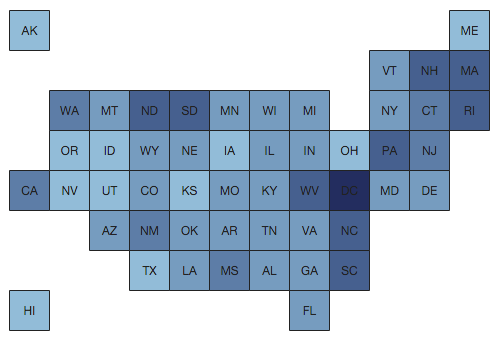 AK ME
VT NH MA
WA MT ND SD MN WI MI NY CT RI
OR ID WY NE IA IL IN OH PA NJ
CA NV UT CO KS MO KY WV DC MD DE
AZ NM OK AR TN VA NC
TX LA MS AL GA SC
HI FL